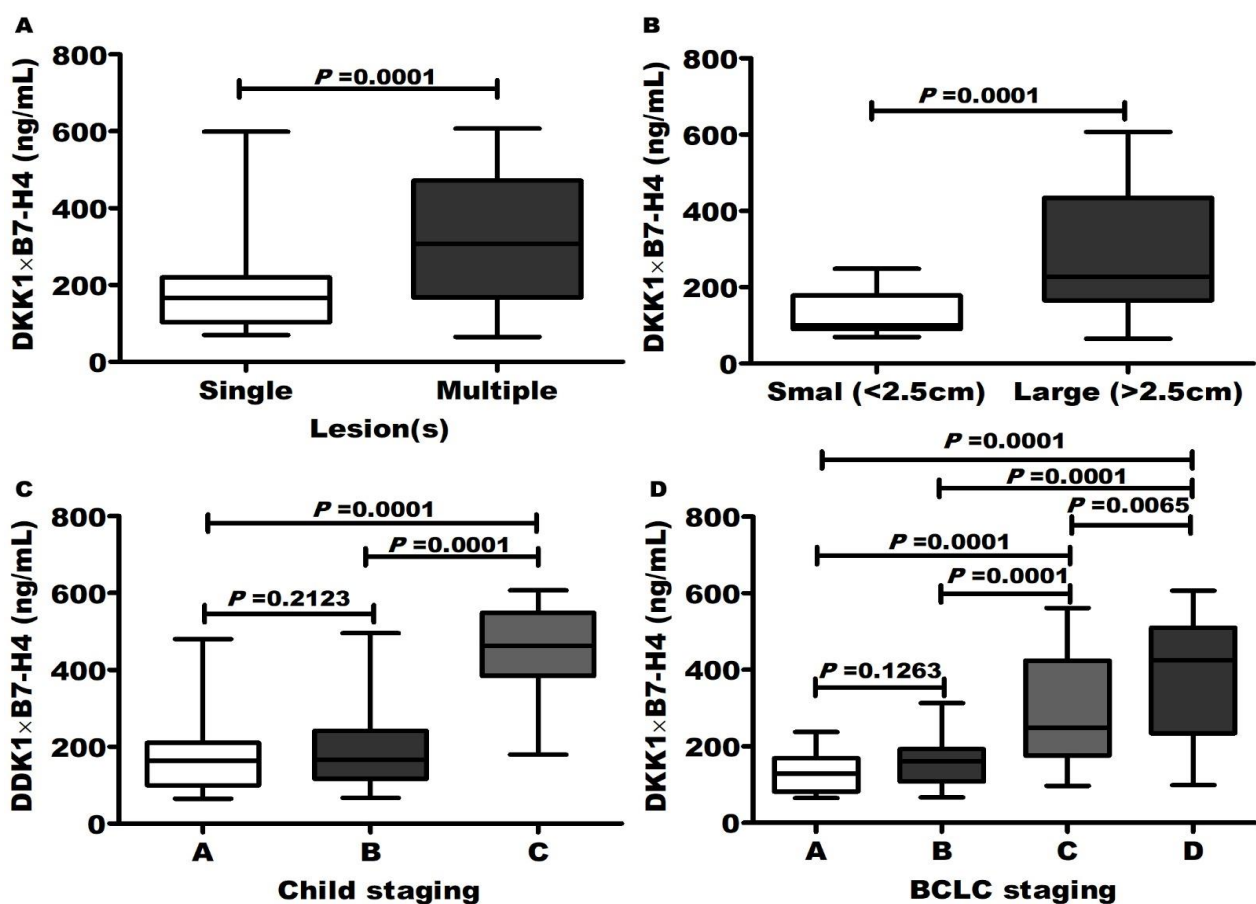 A
DKK1×B7-H4 (ng/mL)
800
600
400
200
0
P =0.0001
Single
Multiple
Lesion(s)
B
DKK1×B7-H4 (ng/mL)
800
600
400
200
0
P =0.0001
Smal (<2.5cm)
Large (>2.5cm)
C
DDK1×B7-H4 (ng/mL)
800
600
400
200
0
P =0.0001
P =0.0001
P =0.2123
A
B
C
Child staging
D
DKK1×B7-H4 (ng/mL)
800
600
400
200
0
P =0.0001
P =0.0001
P =0.0065
P =0.0001
P =0.0001
P =0.1263
A
B
C
D
BCLC staging